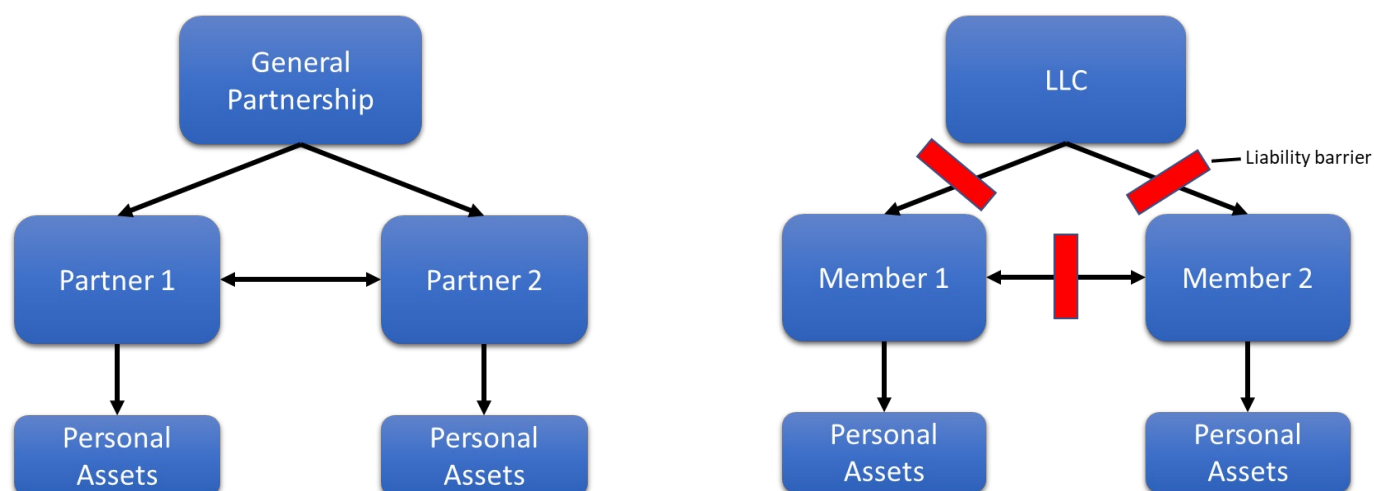 General
Partnership
Partner 1
Partner 2
Personal
Assets
Personal
Assets
LLC
Liability barrier
Member 1
Member 2
Personal
Assets
Personal
Assets